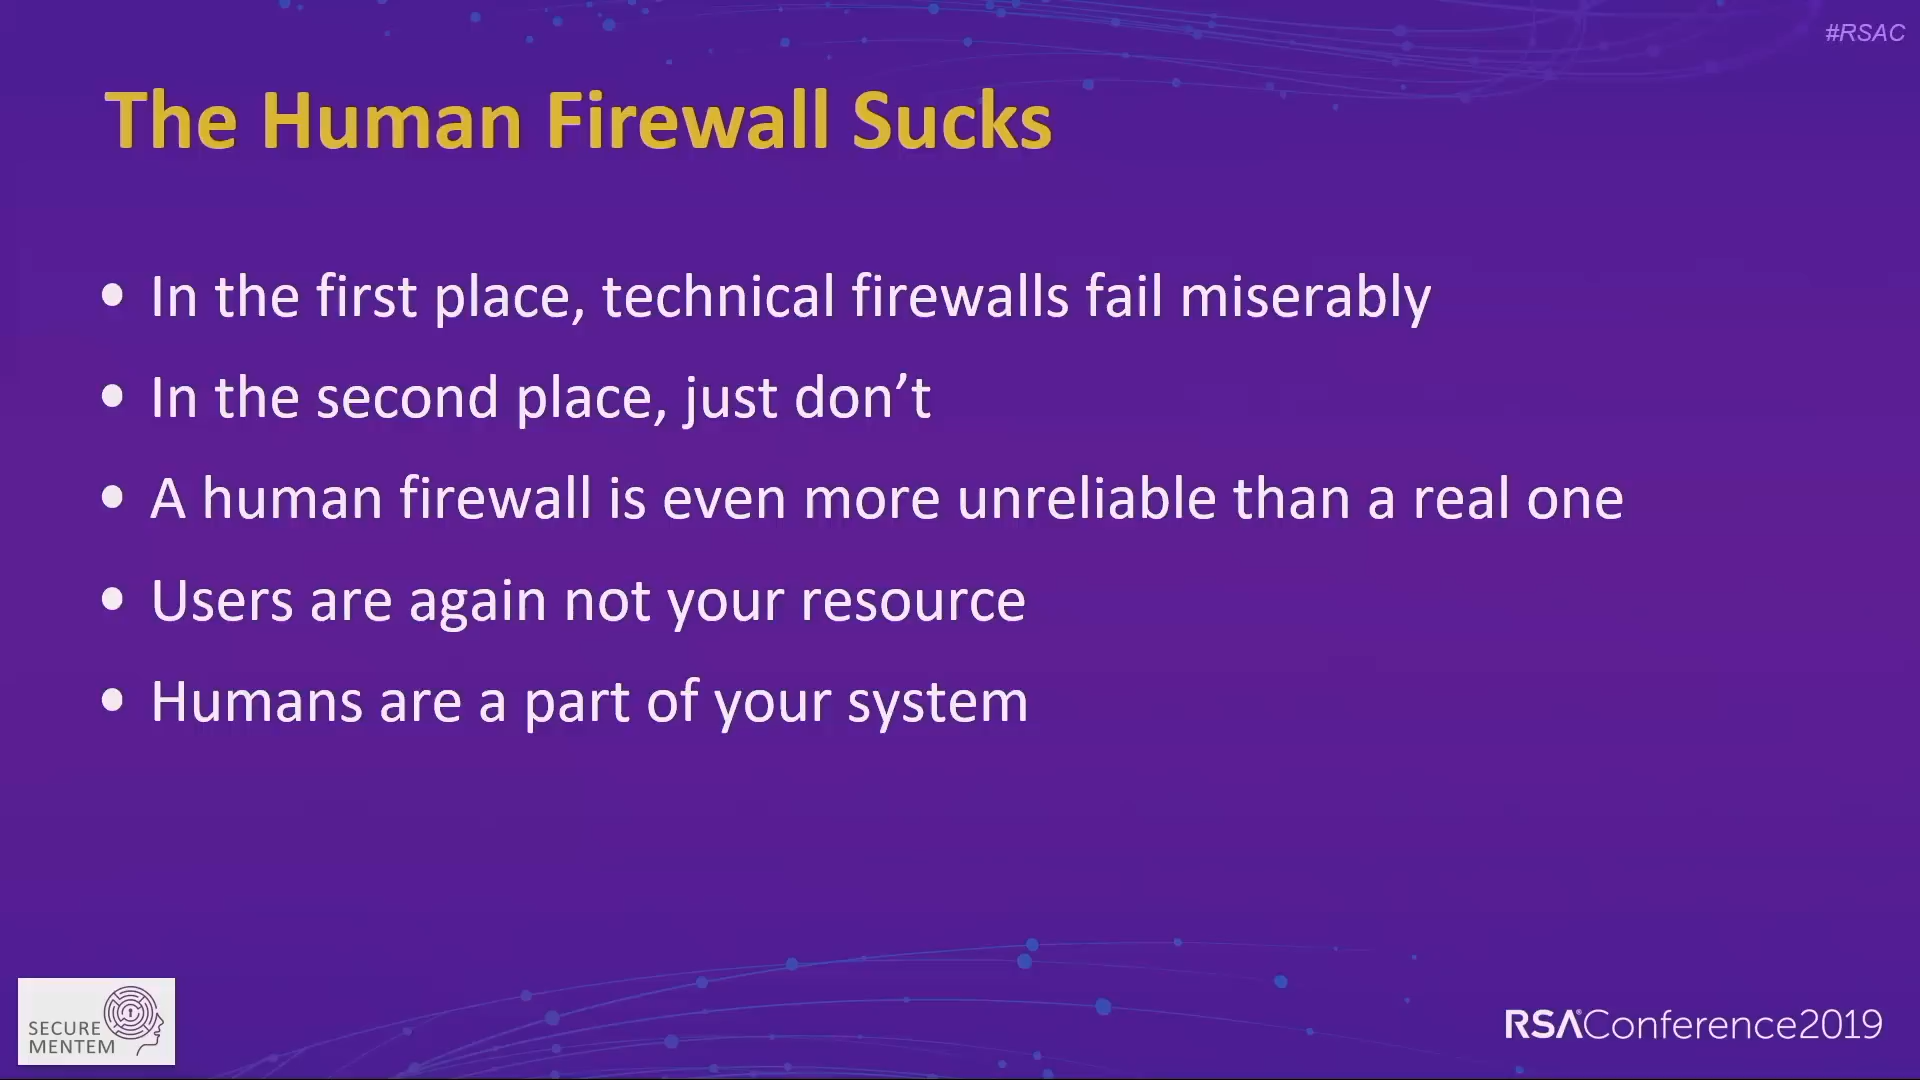 #RSAC
The Human Firewall Sucks
• In the first place, technical firewalls fail miserably
• In the second place, just don’t
• A human firewall is even more unreliable than a real one
• Users are again not your resource
• Humans are a part of your system
SECURE
MENTEM
RSAConference2019